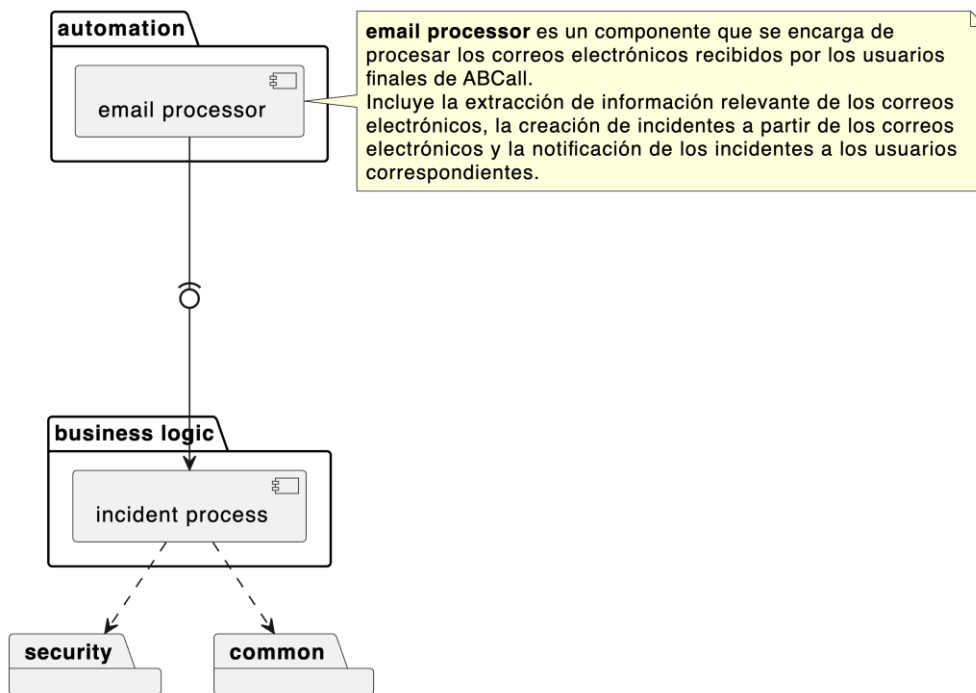 automation
email processor
email processor es un componente que se encarga de
procesar los correos electrónicos recibidos por los usuarios
finales de ABCall.
Incluye la extracción de información relevante de los correos
electrónicos, la creación de incidentes a partir de los correos
electrónicos y la notificación de los incidentes a los usuarios
correspondientes.
business logic
incident process
security
common